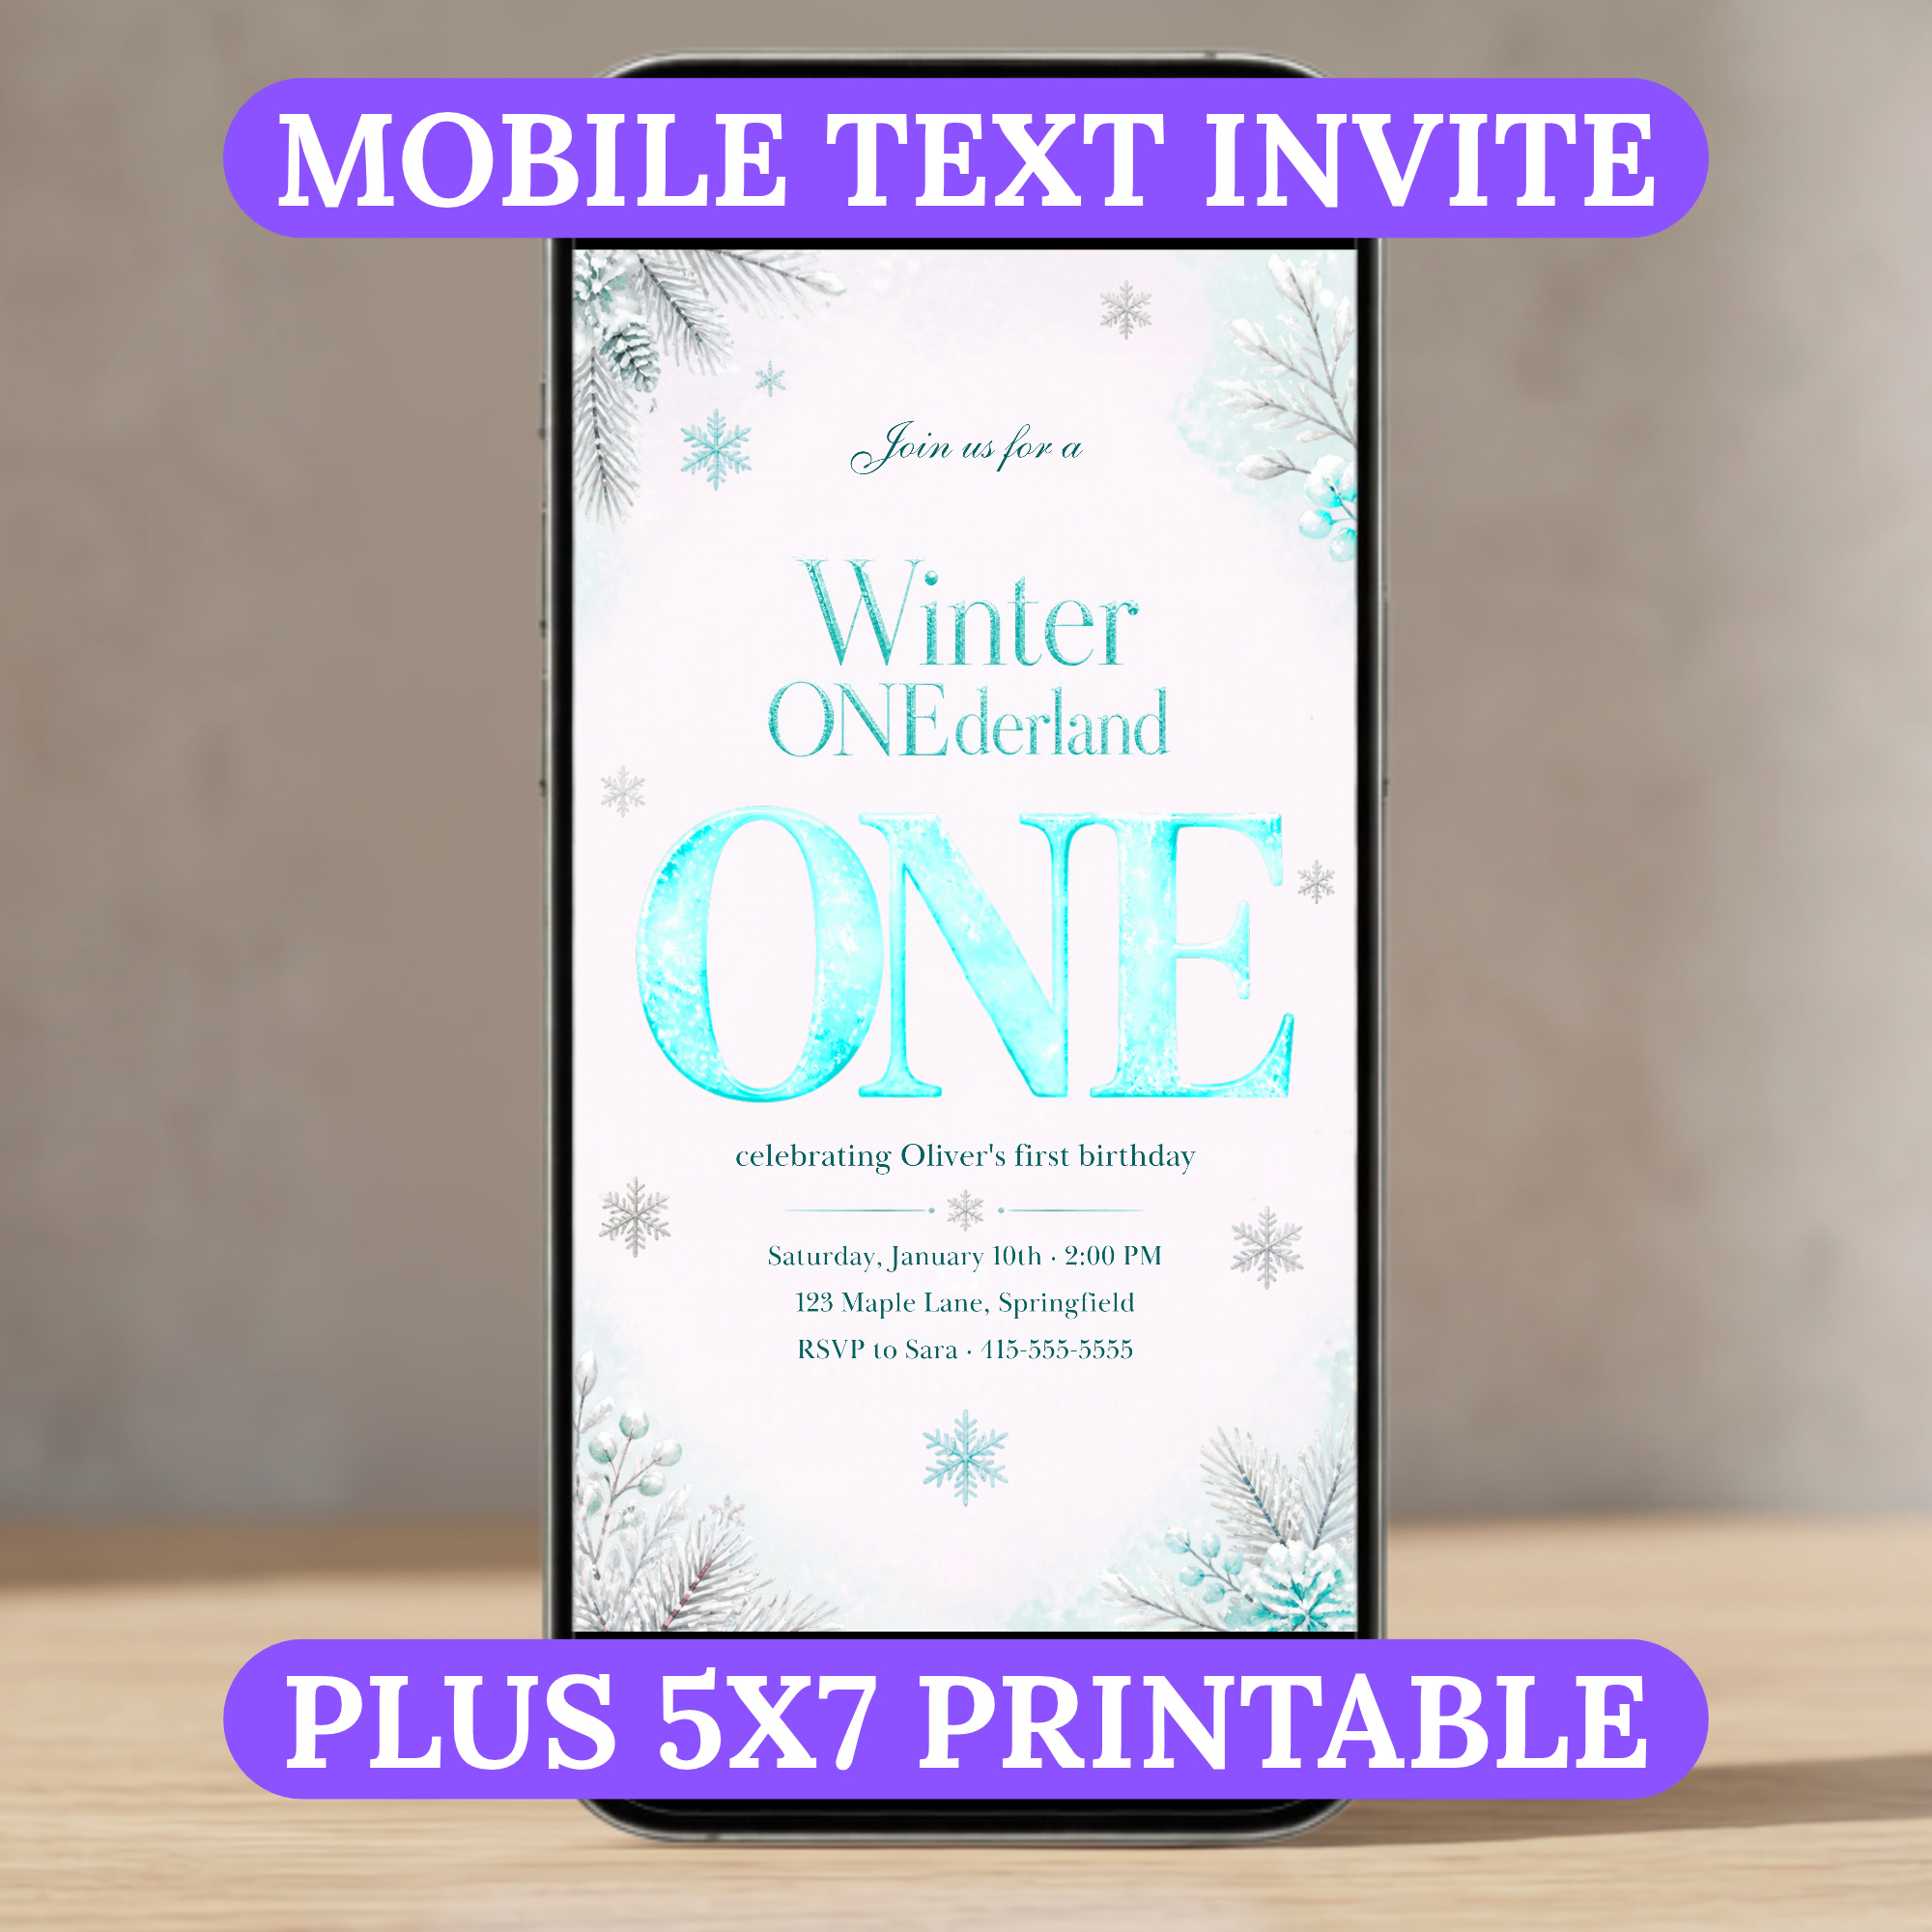 MOBILE TEXT INVITE
Join us for a
Winter
ONEderland
ONE
celebrating Oliver's first birthday
Saturday, January 10th · 2:00 PM
123 Maple Lane, Springfield
RSVP to Sara · 415-555-5555
PLUS 5X7 PRINTABLE